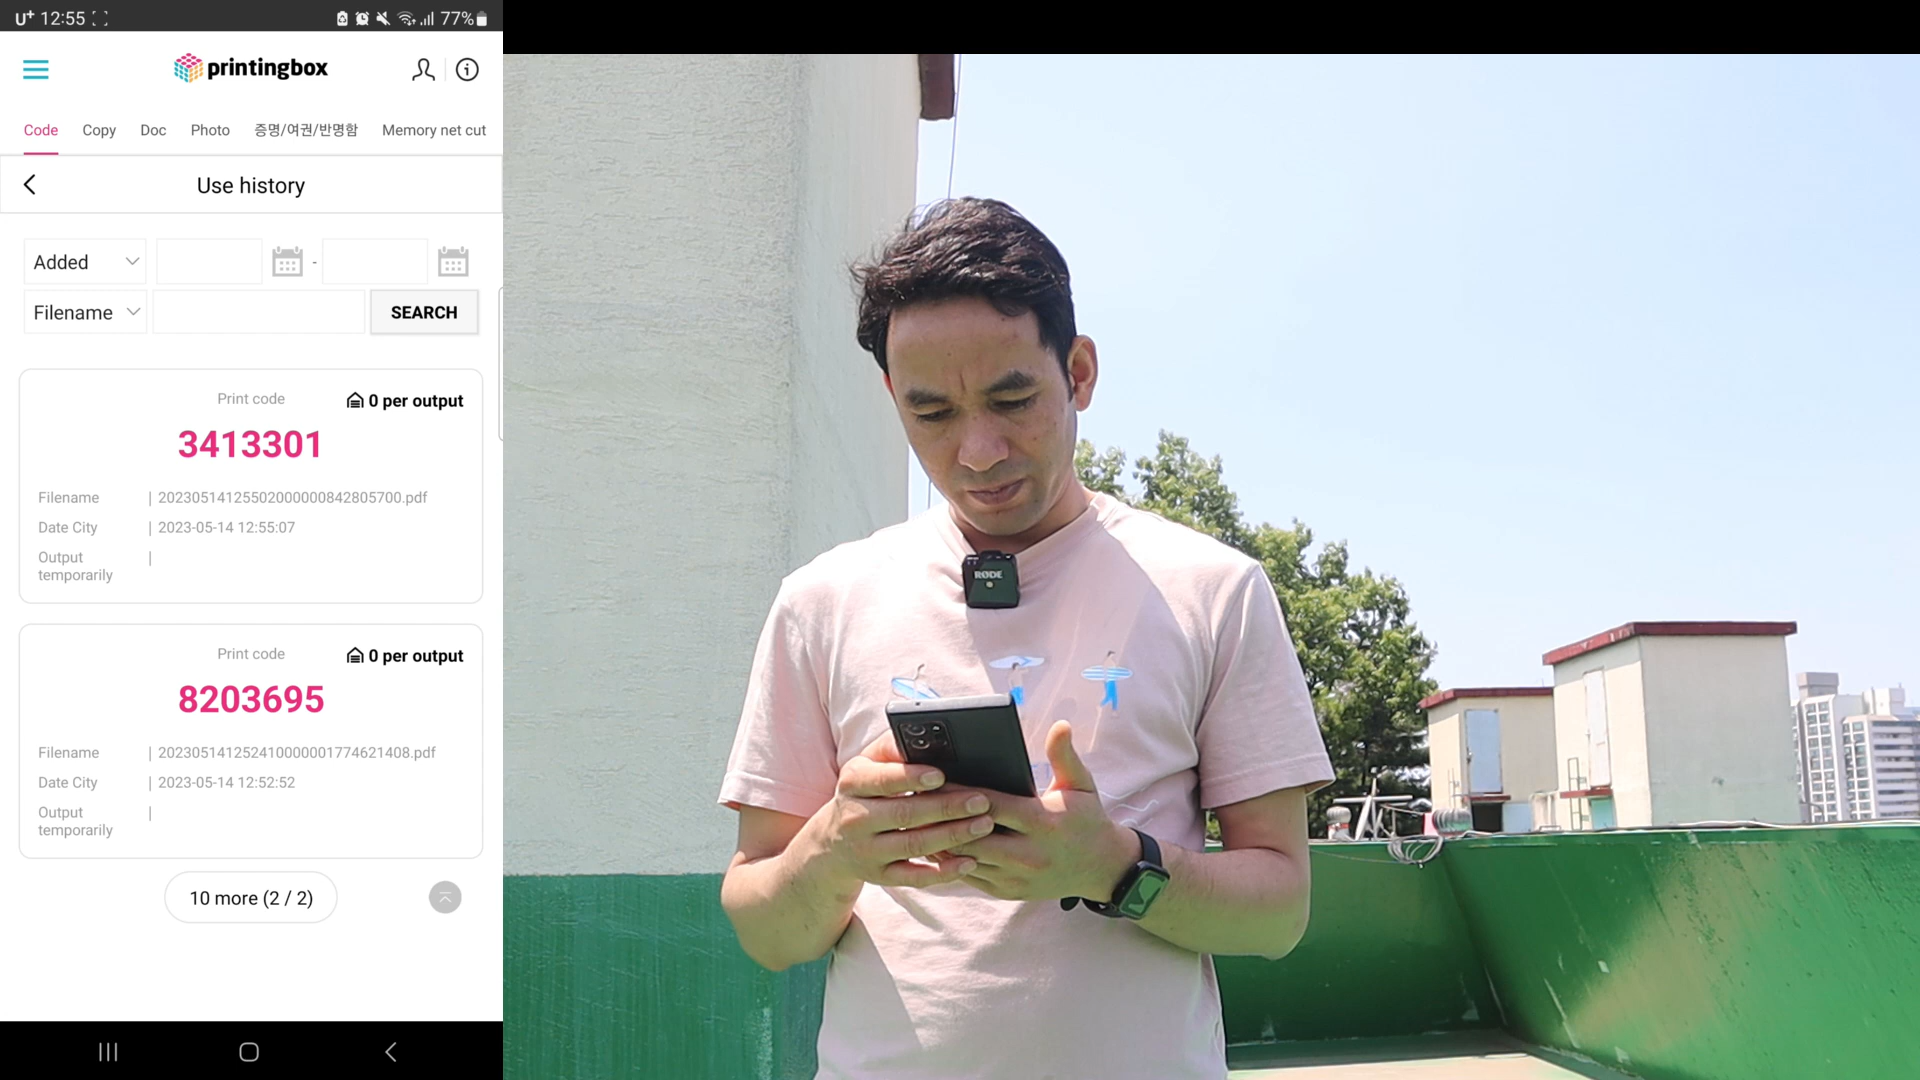 U+ 12:55 77%
printingbox
Code Copy Doc Photo 증명/여권/반명함 Memory net cut
Use history
Added -
Filename SEARCH
Print code 0 per output
3413301
Filename | 20230514125502000000842805700.pdf
Date City | 2023-05-14 12:55:07
Output temporarily |
Print code 0 per output
8203695
Filename | 20230514125241000001774621408.pdf
Date City | 2023-05-14 12:52:52
Output temporarily |
10 more (2 / 2)
RØDE